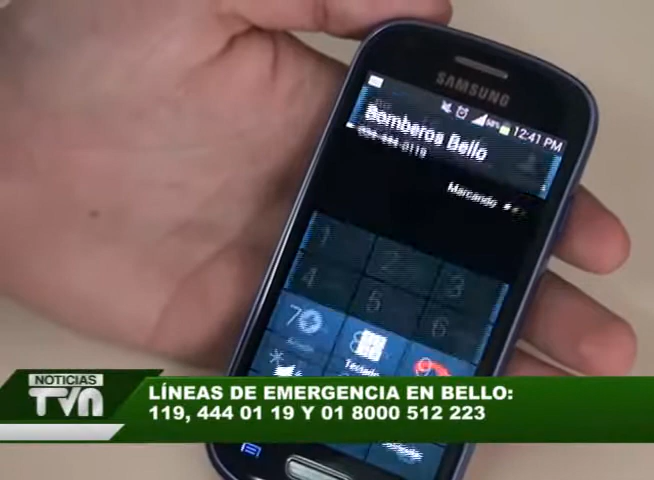 SAMSUNG
12:41 PM
Bomberos Bello
Marcando
1 2 3
4 5 6
7
Teclado
NOTICIAS
TVN
LÍNEAS DE EMERGENCIA EN BELLO:
119, 444 01 19 Y 01 8000 512 223